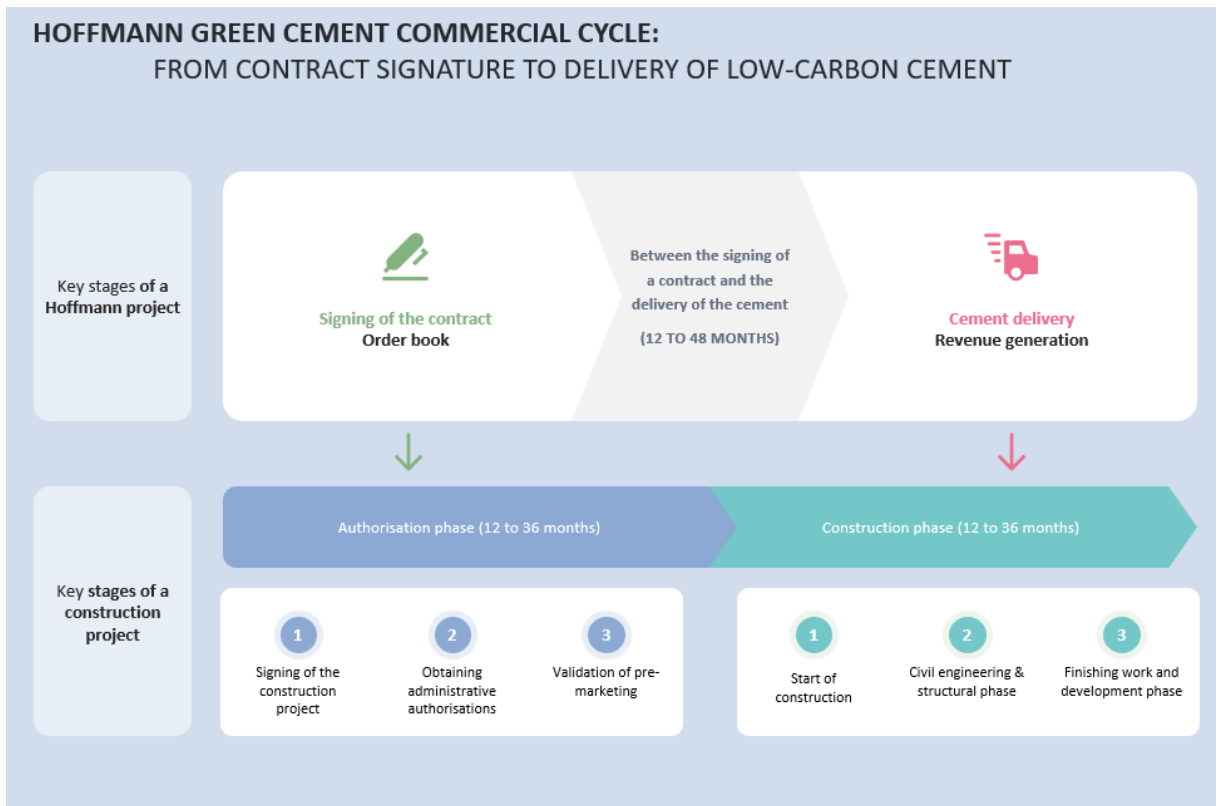 HOFFMANN GREEN CEMENT COMMERCIAL CYCLE:
FROM CONTRACT SIGNATURE TO DELIVERY OF LOW-CARBON CEMENT
Key stages of a
Hoffmann project
Signing of the contract
Order book
Between the signing of
a contract and the
delivery of the cement
(12 TO 48 MONTHS)
Cement delivery
Revenue generation
Key stages of a
construction
project
Authorisation phase (12 to 36 months)
Construction phase (12 to 36 months)
1
Signing of the
construction
project
2
Obtaining
administrative
authorisations
3
Validation of pre-
marketing
1
Start of
construction
2
Civil engineering &
structural phase
3
Finishing work and
development phase